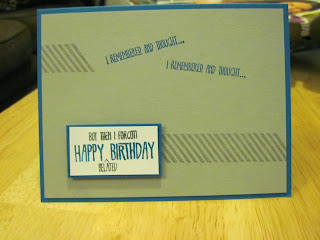 I REMEMBERED AND THOUGHT...
I REMEMBERED AND THOUGHT...
BUT THEN I FORGOT!
HAPPY BIRTHDAY
BELATED